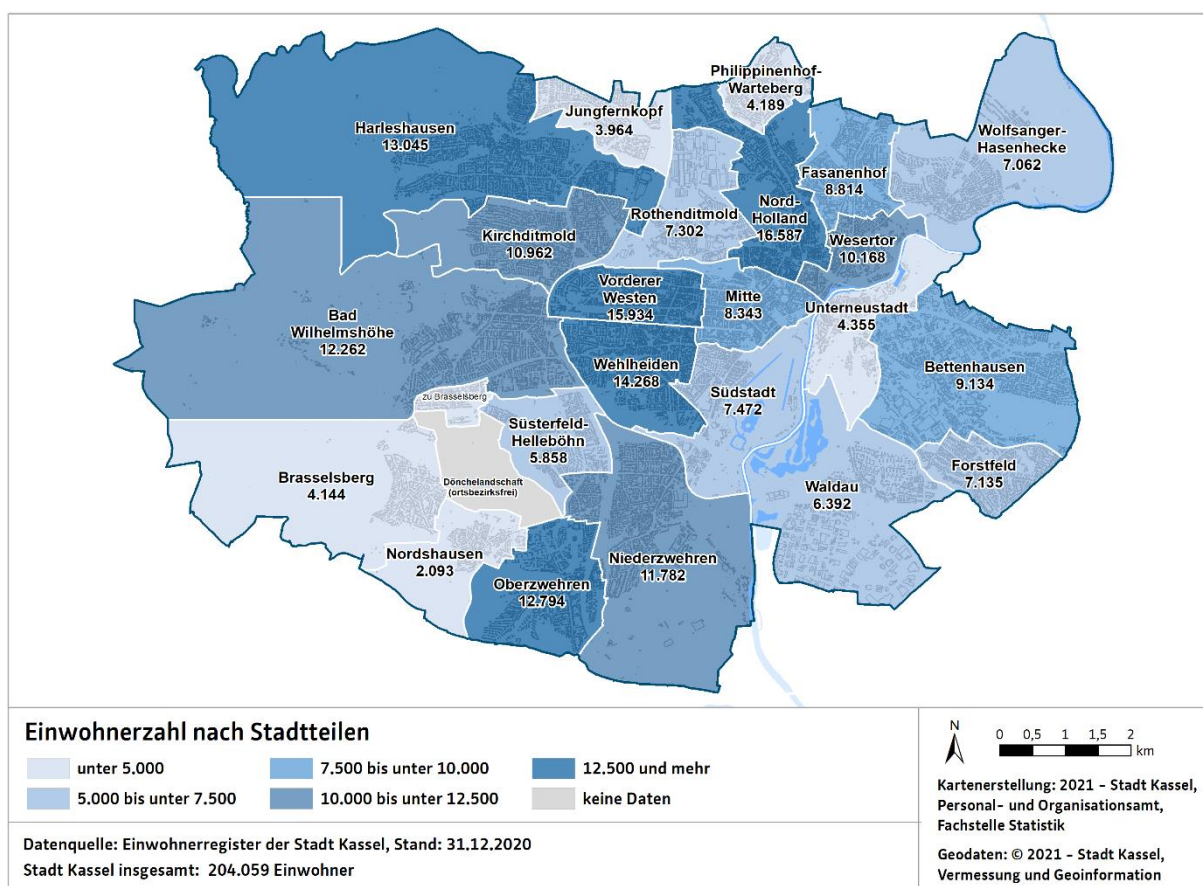 Philippinenhof-
Warteberg
4.189
Jungfernkopf
3.964
Harleshausen
13.045
Wolfsanger-
Hasenhecke
7.062
Fasanenhof
8.814
Nord-
Holland
16.587
Rothenditmold
7.302
Kirchditmold
10.962
Wesertor
10.168
Vorderer
Westen
15.934
Mitte
8.343
Unterneustadt
4.355
Bad
Wilhelmshöhe
12.262
Wehlheiden
14.268
Bettenhausen
9.134
Südstadt
7.472
zu Brasselsberg
Süsterfeld-
Helleböhn
5.858
Forstfeld
7.135
Brasselsberg
4.144
Dönchelandschaft
(ortsbezirksfrei)
Waldau
6.392
Nordshausen
2.093
Niederzwehren
11.782
Oberzwehren
12.794
Einwohnerzahl nach Stadtteilen
unter 5.000
7.500 bis unter 10.000
12.500 und mehr
5.000 bis unter 7.500
10.000 bis unter 12.500
keine Daten
Datenquelle: Einwohnerregister der Stadt Kassel, Stand: 31.12.2020
Stadt Kassel insgesamt: 204.059 Einwohner
N
0 0,5 1 1,5 2
km
Kartenerstellung: 2021 - Stadt Kassel,
Personal- und Organisationsamt,
Fachstelle Statistik
Geodaten: © 2021 - Stadt Kassel,
Vermessung und Geoinformation